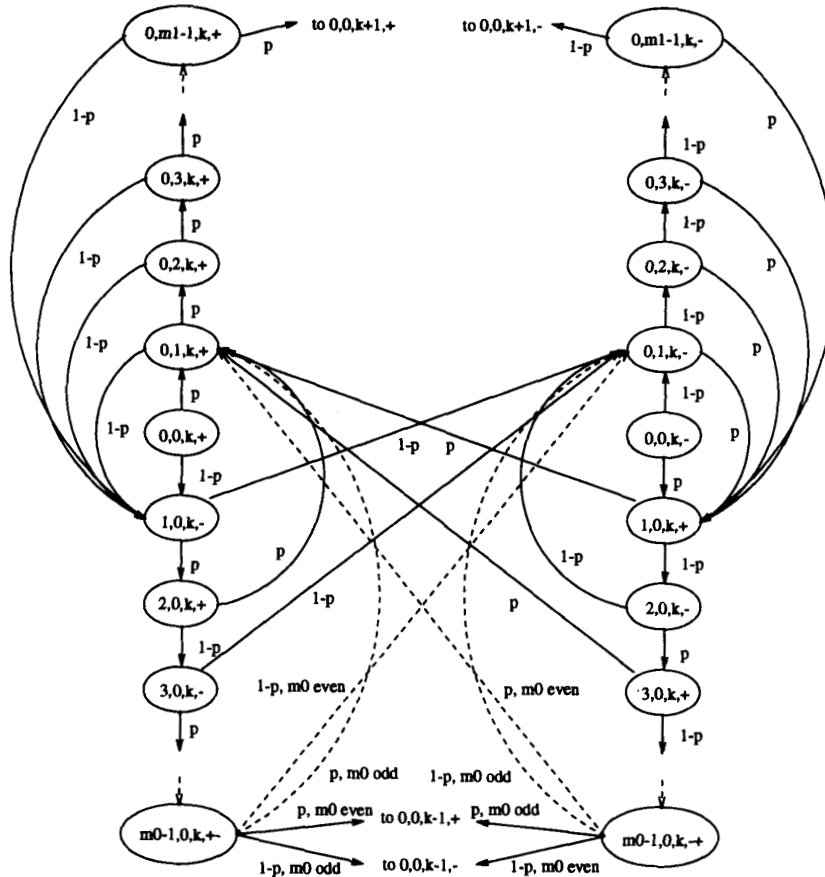 0,m1-1,k,+
p
to 0,0,k+1,+
to 0,0,k+1,-
1-p
0,m1-1,k,-
1-p
p
p
1-p
0,3,k,+
0,3,k,-
p
1-p
1-p
p
0,2,k,+
0,2,k,-
p
1-p
1-p
p
0,1,k,+
0,1,k,-
p
1-p
1-p
0,0,k,+
1-p
p
0,0,k,-
p
1-p
p
1,0,k,-
1,0,k,+
p
p
1-p
1-p
2,0,k,+
1-p
p
2,0,k,-
1-p
p
3,0,k,-
1-p, m0 even
p, m0 even
3,0,k,+
p
1-p
p, m0 odd
1-p, m0 odd
m0-1,0,k,+-
p, m0 even
to 0,0,k-1,+
p, m0 odd
m0-1,0,k,-+
1-p, m0 odd
to 0,0,k-1,-
1-p, m0 even